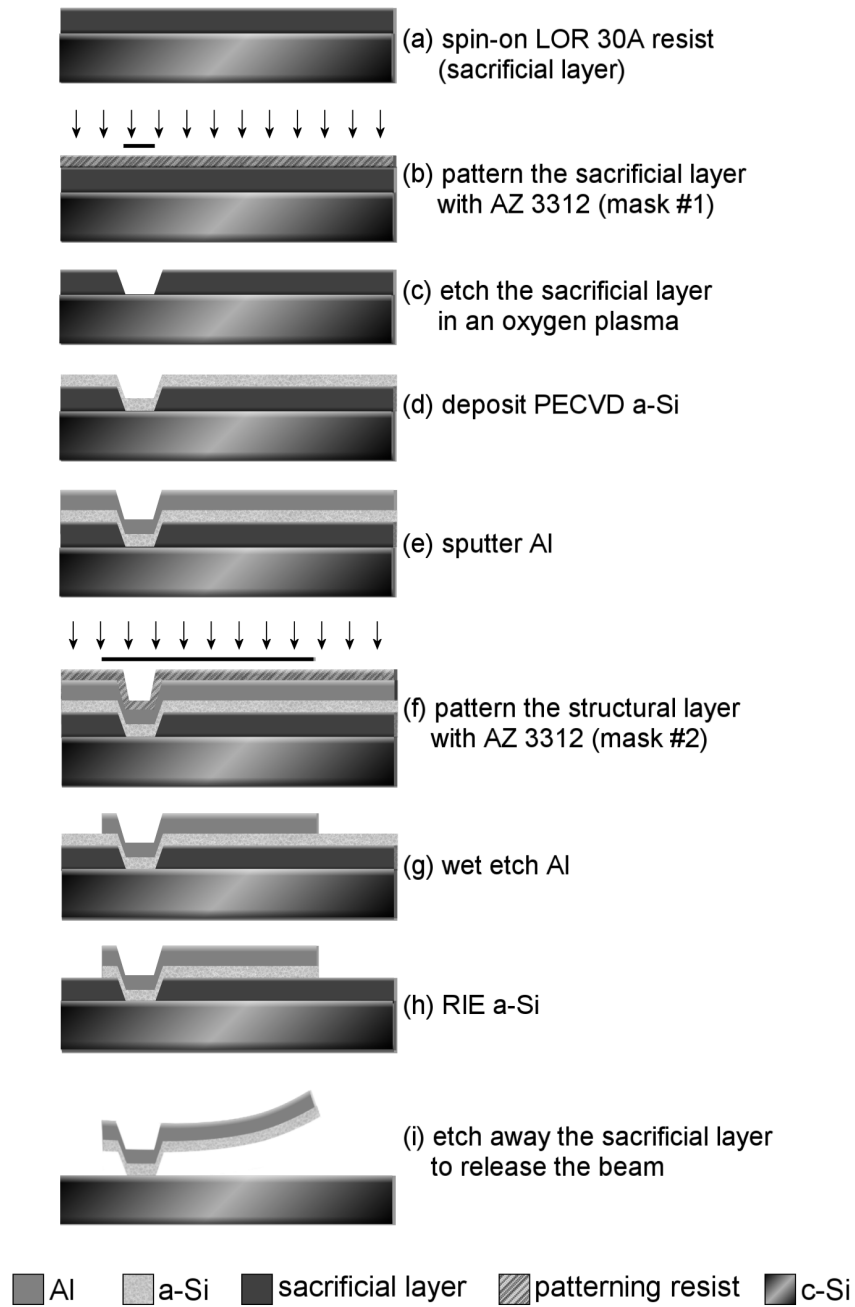 (a) spin-on LOR 30A resist
(sacrificial layer)
(b) pattern the sacrificial layer
with AZ 3312 (mask #1)
(c) etch the sacrificial layer
in an oxygen plasma
(d) deposit PECVD a-Si
(e) sputter Al
(f) pattern the structural layer
with AZ 3312 (mask #2)
(g) wet etch Al
(h) RIE a-Si
(i) etch away the sacrificial layer
to release the beam
Al a-Si sacrificial layer patterning resist c-Si